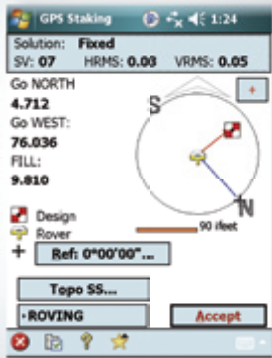 GPS Staking 1:24
Solution: Fixed
SV: 07 HRMS: 0.03 VRMS: 0.05
Go NORTH
4.712
Go WEST:
76.036
FILL:
9.810
S
N
Design
Rover
90 ifeet
Ref: 0°00'00"...
Topo SS...
ROVING
Accept